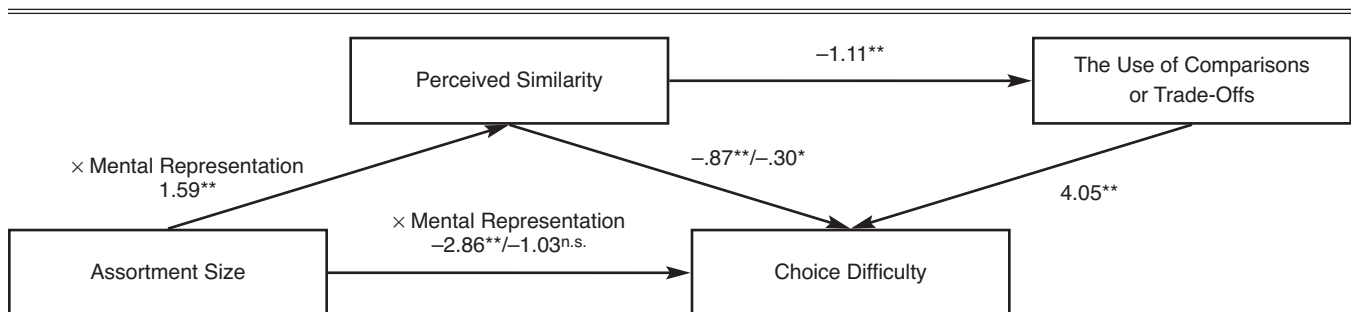 –1.11**
Perceived Similarity
The Use of Comparisons
or Trade-Offs
× Mental Representation
1.59**
–.87**/–.30*
4.05**
× Mental Representation
–2.86**/–1.03n.s.
Assortment Size
Choice Difficulty